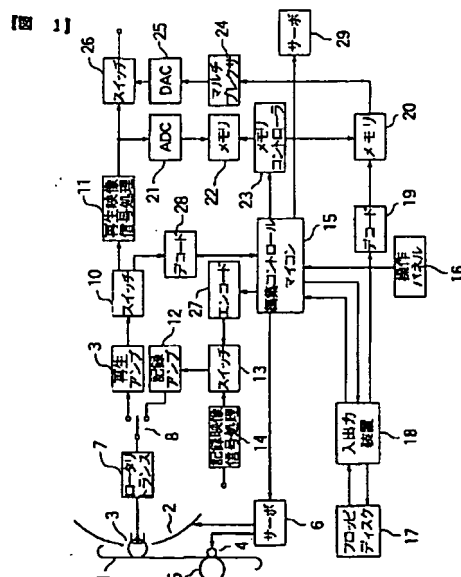 【図 1】
26
スイッチ
25
DAC
24
マルチ
プレクサ
サーボ
29
11
再生映像
信号処理
ADC
21
メモリ
22
メモリ
コントローラ
23
メモリ
20
10
スイッチ
28
デコード
15
編集コントロール
マイコン
デコード
19
操作
パネル
16
3
再生
アンプ
12
記録
アンプ
27
エンコード
スイッチ
13
記録映像
信号処理
14
7
ロータリ
トランス
8
入出力
装置
18
3
2
サーボ
6
4
フロッピ
ディスク
17